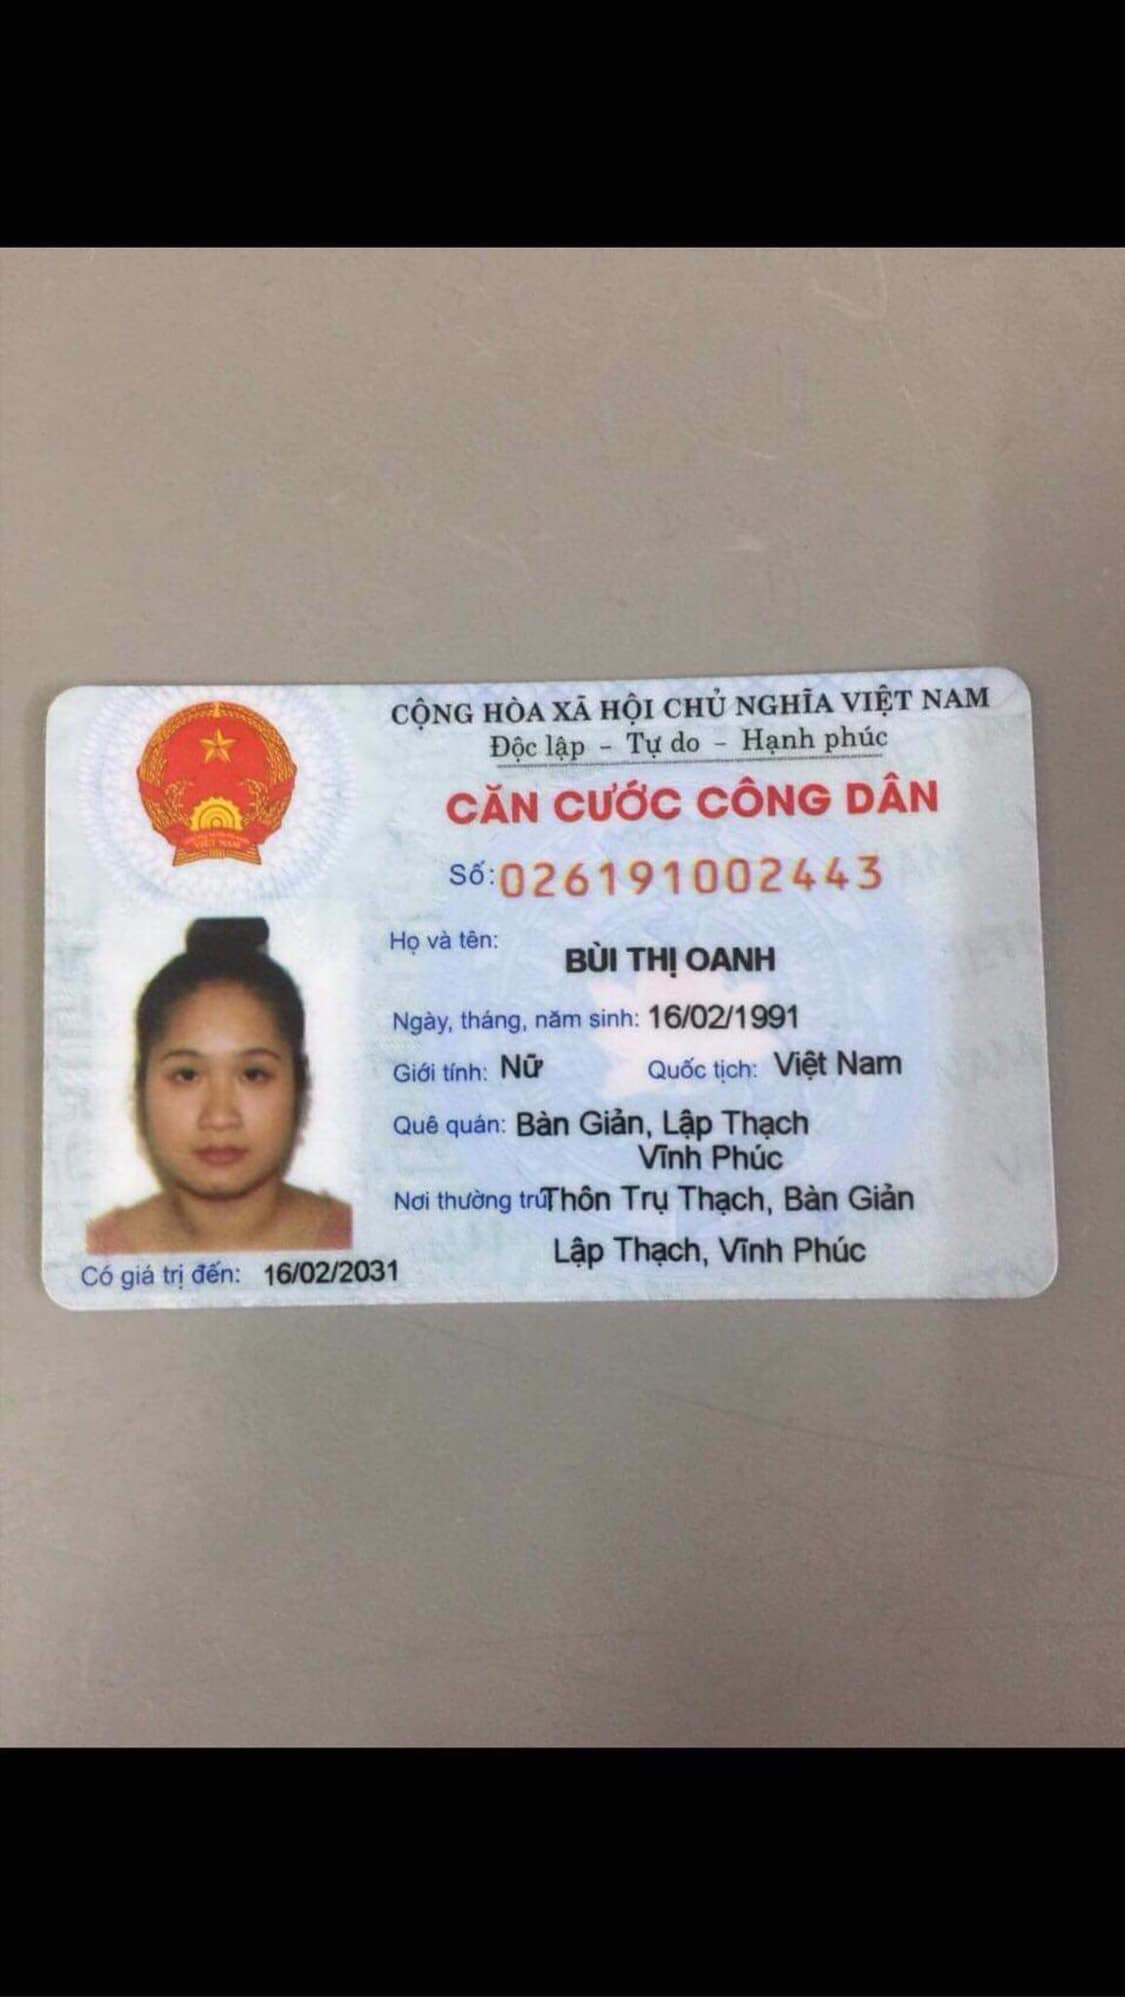 CỘNG HÒA XÃ HỘI CHỦ NGHĨA VIỆT NAM
Độc lập - Tự do - Hạnh phúc
CĂN CƯỚC CÔNG DÂN
Số: 026191002443
Họ và tên:
BÙI THỊ OANH
Ngày, tháng, năm sinh: 16/02/1991
Giới tính: Nữ Quốc tịch: Việt Nam
Quê quán: Bàn Giản, Lập Thạch
Vĩnh Phúc
Nơi thường trú Thôn Trụ Thạch, Bàn Giản
Lập Thạch, Vĩnh Phúc
Có giá trị đến: 16/02/2031